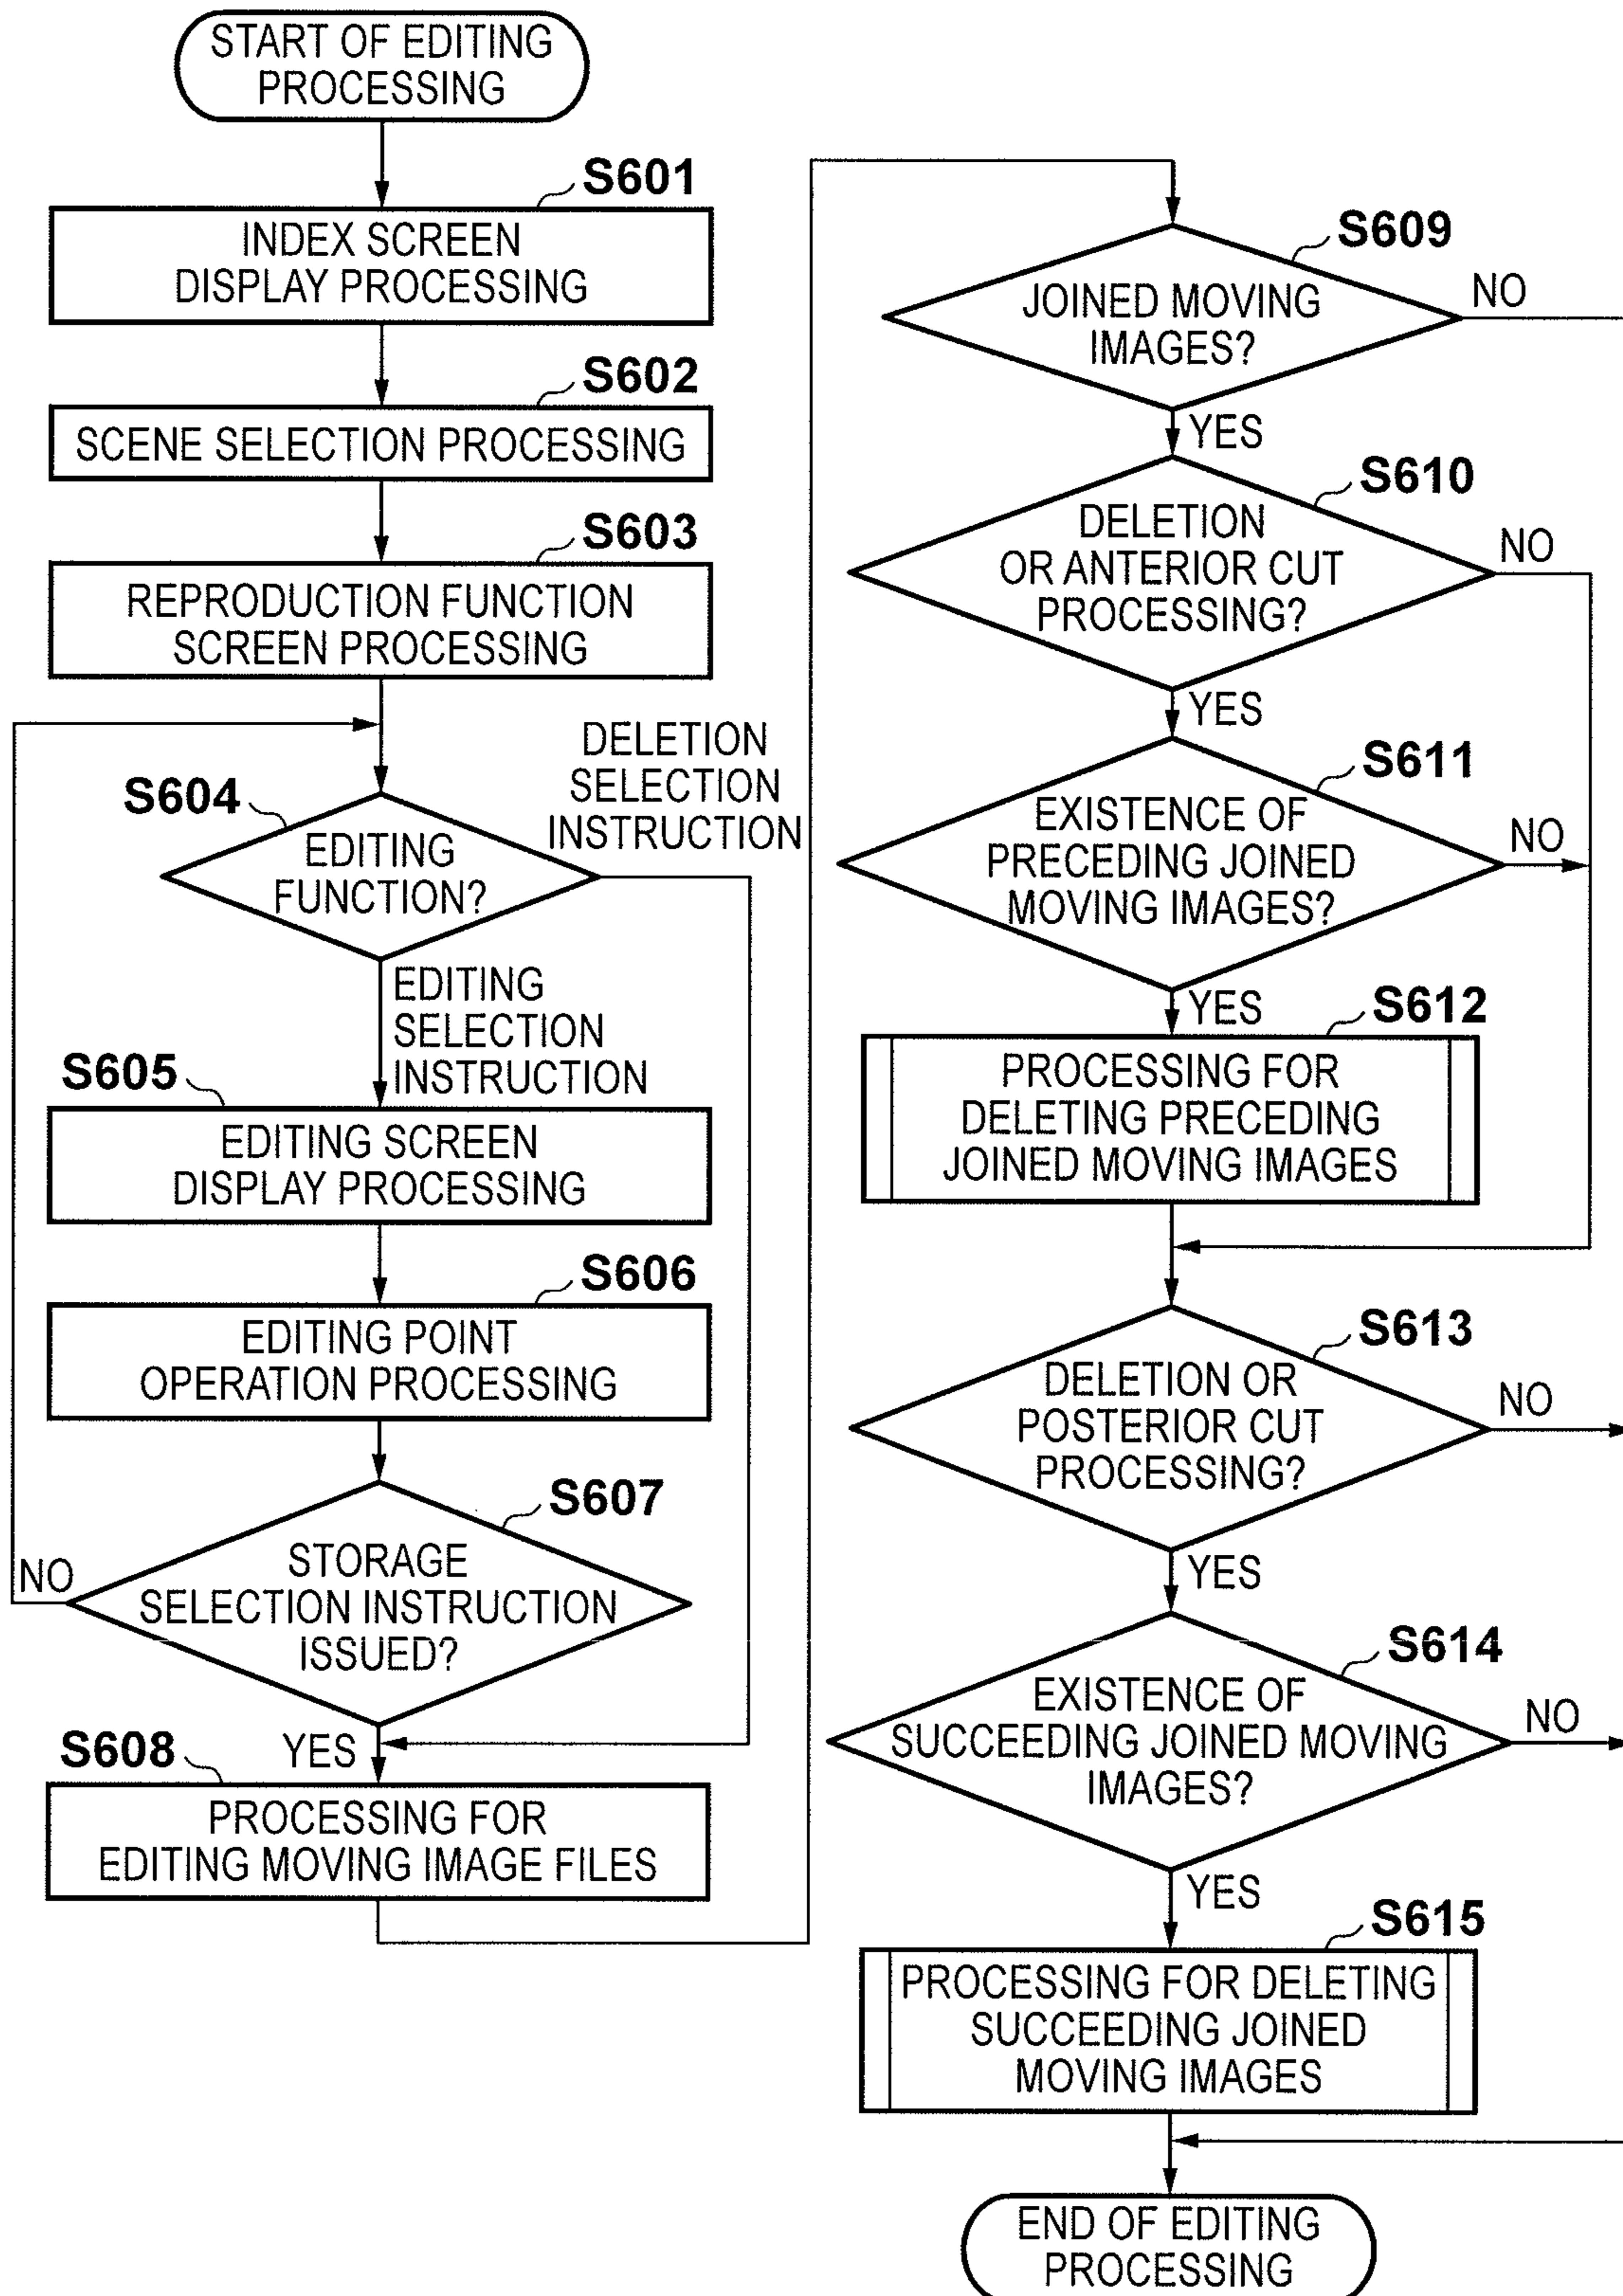 START OF EDITING
PROCESSING
S601
INDEX SCREEN
DISPLAY PROCESSING
S602
SCENE SELECTION PROCESSING
S603
REPRODUCTION FUNCTION
SCREEN PROCESSING
DELETION
SELECTION
INSTRUCTION
S604
EDITING
FUNCTION?
EDITING
SELECTION
INSTRUCTION
S605
EDITING SCREEN
DISPLAY PROCESSING
S606
EDITING POINT
OPERATION PROCESSING
S607
STORAGE
SELECTION INSTRUCTION
ISSUED?
NO
YES
S608
PROCESSING FOR
EDITING MOVING IMAGE FILES
S609
JOINED MOVING
IMAGES?
NO
YES
S610
DELETION
OR ANTERIOR CUT
PROCESSING?
NO
YES
S611
EXISTENCE OF
PRECEDING JOINED
MOVING IMAGES?
NO
YES
S612
PROCESSING FOR
DELETING PRECEDING
JOINED MOVING IMAGES
S613
DELETION OR
POSTERIOR CUT
PROCESSING?
NO
YES
S614
EXISTENCE OF
SUCCEEDING JOINED MOVING
IMAGES?
NO
YES
S615
PROCESSING FOR DELETING
SUCCEEDING JOINED
MOVING IMAGES
END OF EDITING
PROCESSING